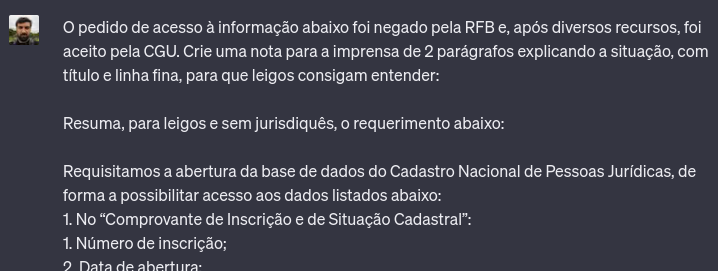 O pedido de acesso à informação abaixo foi negado pela RFB e, após diversos recursos, foi
aceito pela CGU. Crie uma nota para a imprensa de 2 parágrafos explicando a situação, com
título e linha fina, para que leigos consigam entender:
Resuma, para leigos e sem jurisdiquês, o requerimento abaixo:
Requisitamos a abertura da base de dados do Cadastro Nacional de Pessoas Jurídicas, de
forma a possibilitar acesso aos dados listados abaixo:
1. No “Comprovante de Inscrição e de Situação Cadastral”:
1. Número de inscrição;
2. Data de abertura;